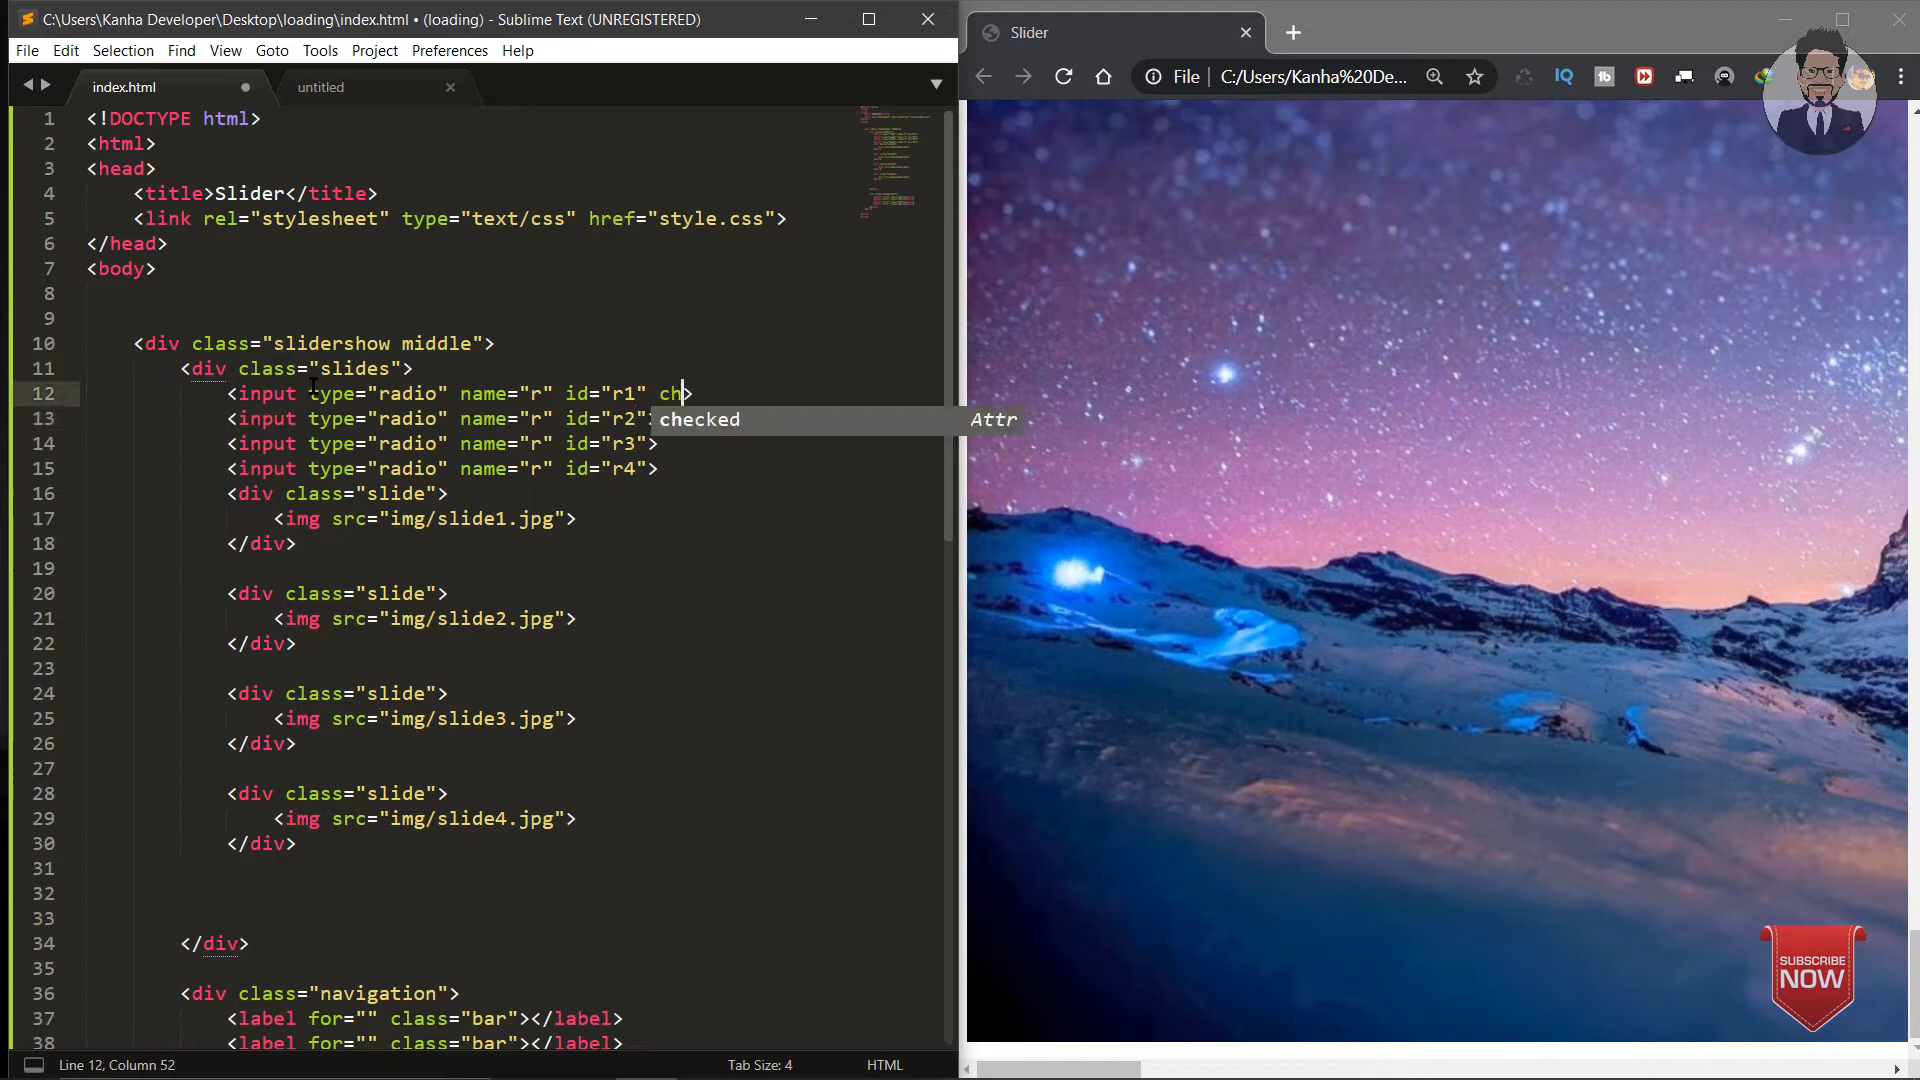 C:\Users\Kanha Developer\Desktop\loading\index.html • (loading) - Sublime Text (UNREGISTERED)
File Edit Selection Find View Goto Tools Project Preferences Help
index.html
untitled
1 <!DOCTYPE html>
2 <html>
3 <head>
4 <title>Slider</title>
5 <link rel="stylesheet" type="text/css" href="style.css">
6 </head>
7 <body>
8
9
10 <div class="slidershow middle">
11 <div class="slides">
12 <input type="radio" name="r" id="r1" ch>
checked Attr
13 <input type="radio" name="r" id="r2">
14 <input type="radio" name="r" id="r3">
15 <input type="radio" name="r" id="r4">
16 <div class="slide">
17 <img src="img/slide1.jpg">
18 </div>
19
20 <div class="slide">
21 <img src="img/slide2.jpg">
22 </div>
23
24 <div class="slide">
25 <img src="img/slide3.jpg">
26 </div>
27
28 <div class="slide">
29 <img src="img/slide4.jpg">
30 </div>
31
32
33
34 </div>
35
36 <div class="navigation">
37 <label for="" class="bar"></label>
38 <label for="" class="bar"></label>
Line 12, Column 52
Tab Size: 4
HTML
Slider
File C:/Users/Kanha%20De...
IQ
tb
SUBSCRIBE
NOW